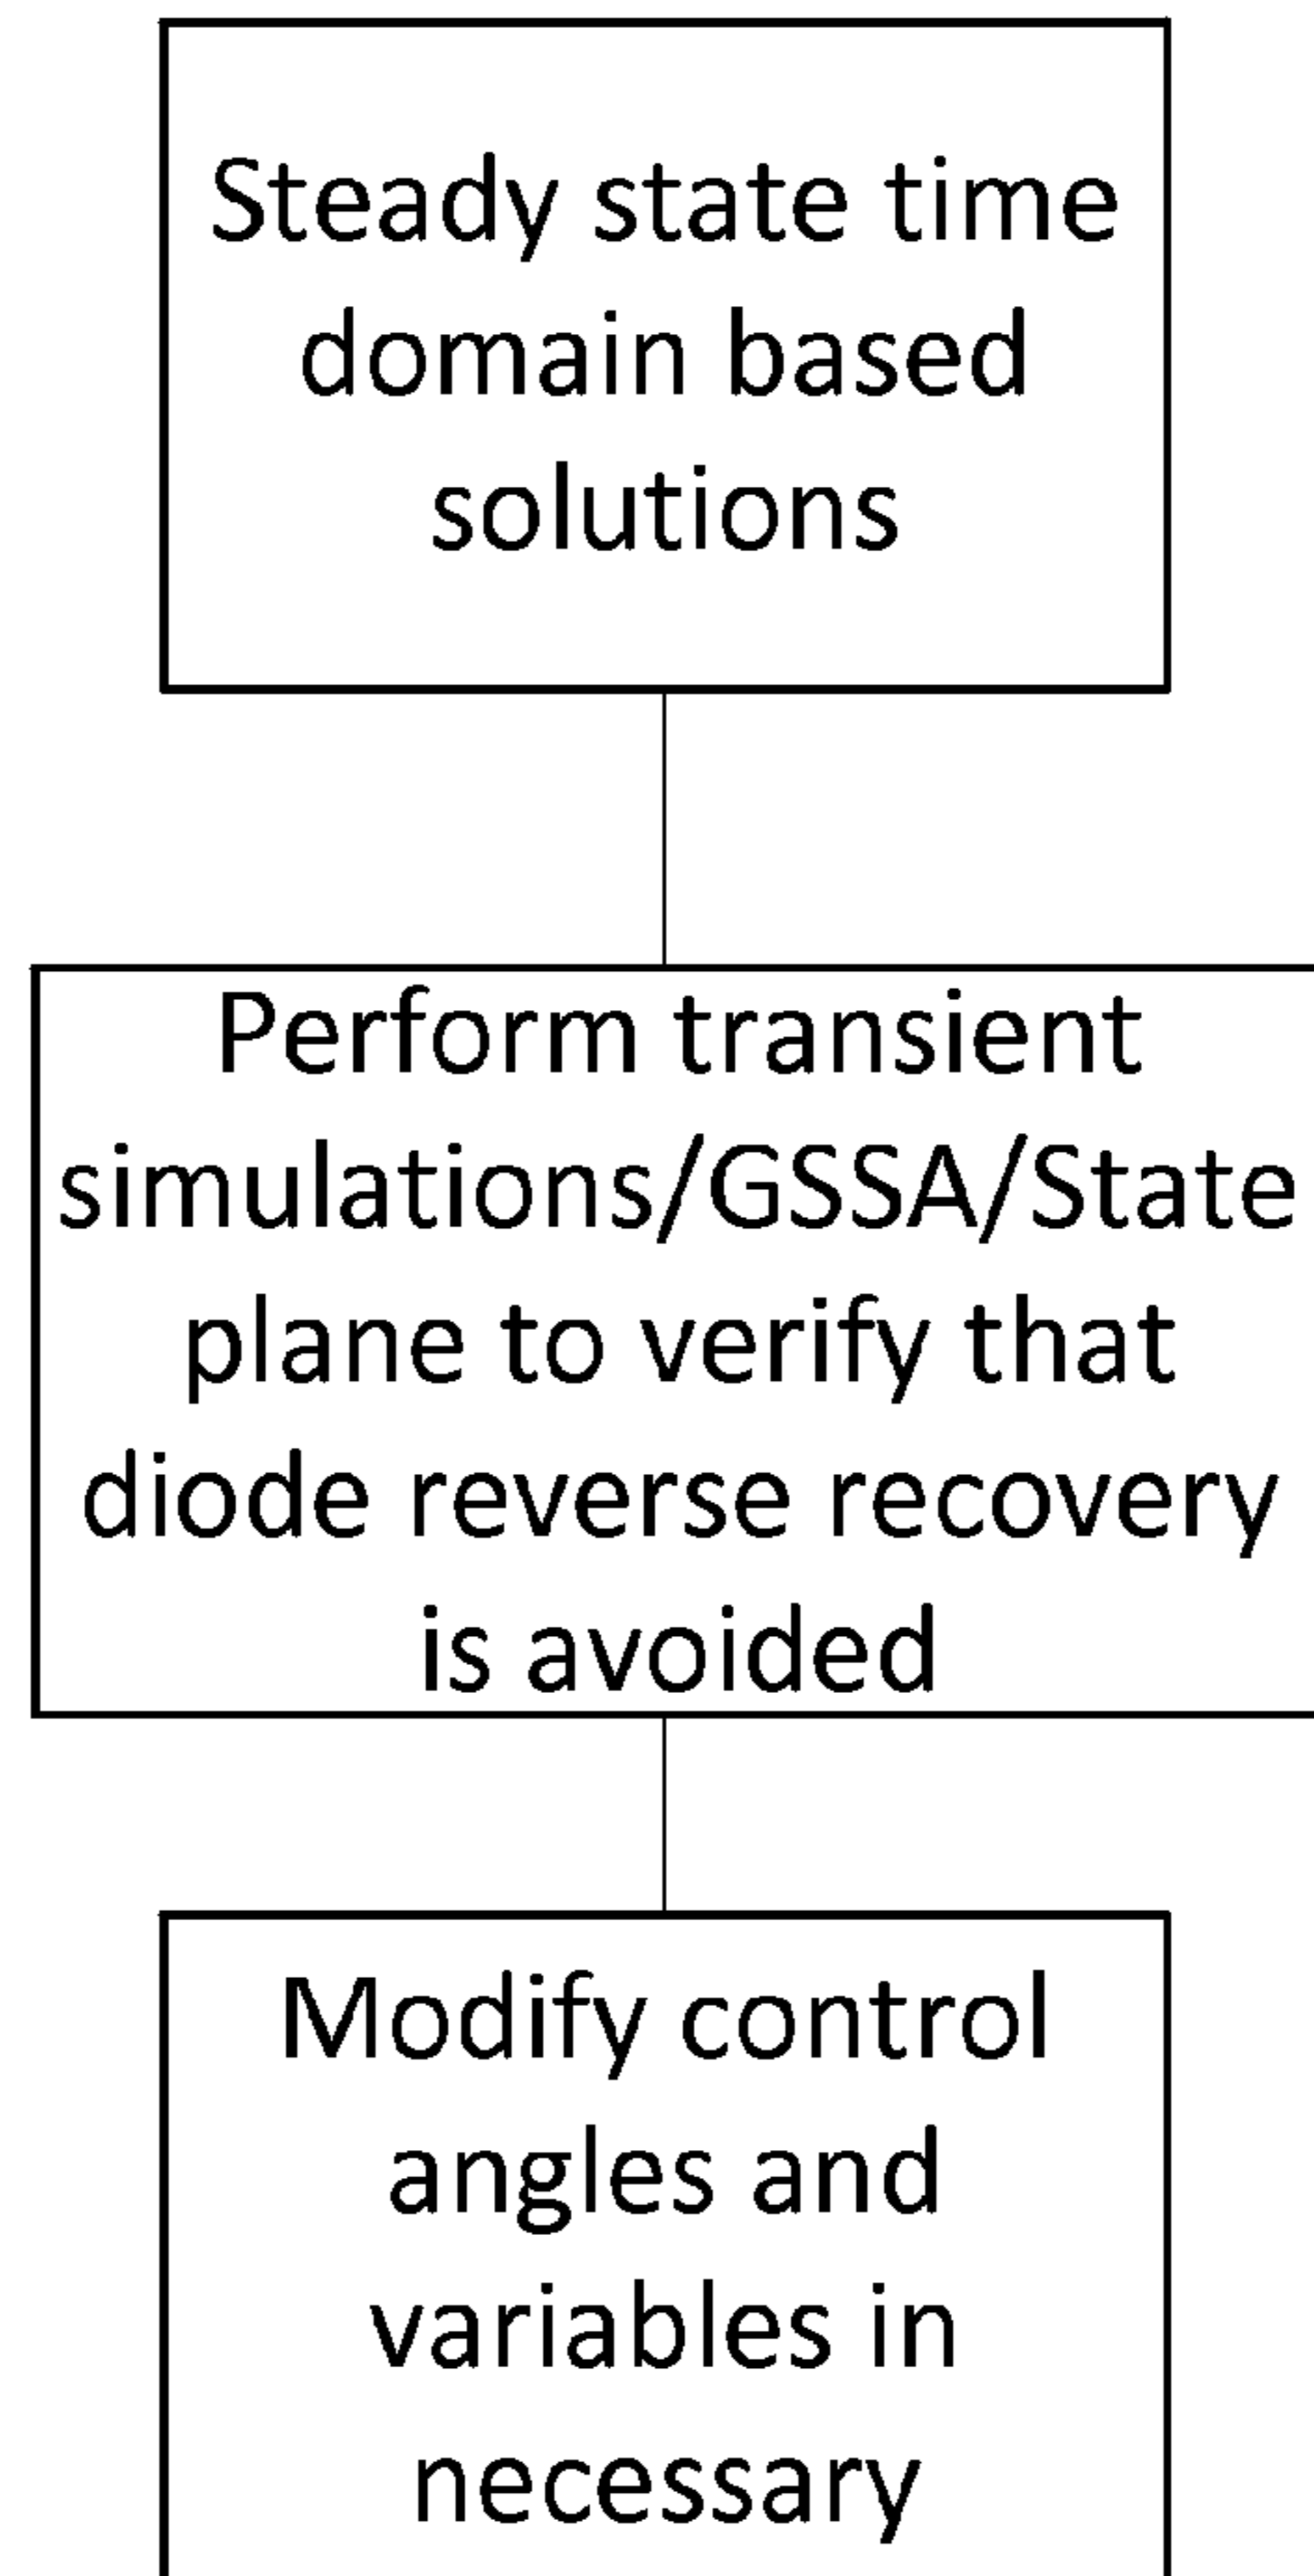 Steady state time
domain based
solutions
Perform transient
simulations/GSSA/State
plane to verify that
diode reverse recovery
is avoided
Modify control
angles and
variables in
necessary